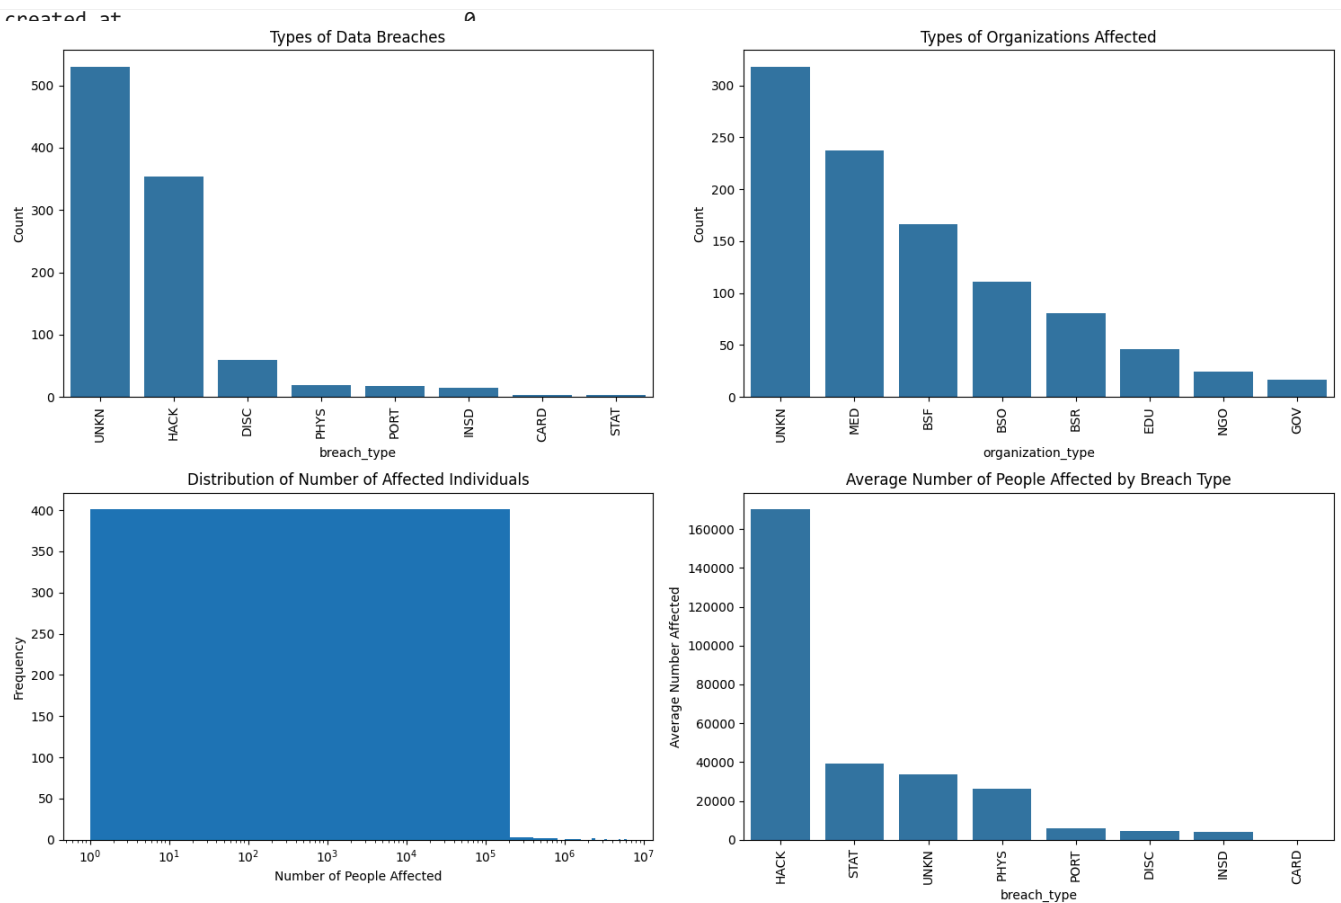 created at 0
Types of Data Breaches
500
400
300
200
100
0
Count
UNKN
HACK
DISC
PHYS
PORT
INSD
CARD
STAT
breach_type
Types of Organizations Affected
300
250
200
150
100
50
0
Count
UNKN
MED
BSF
BSO
BSR
EDU
NGO
GOV
organization_type
Distribution of Number of Affected Individuals
400
350
300
250
200
150
100
50
0
Frequency
10⁰ 10¹ 10² 10³ 10⁴ 10⁵ 10⁶ 10⁷
Number of People Affected
Average Number of People Affected by Breach Type
160000
140000
120000
100000
80000
60000
40000
20000
0
Average Number Affected
HACK
STAT
UNKN
PHYS
PORT
DISC
INSD
CARD
breach_type